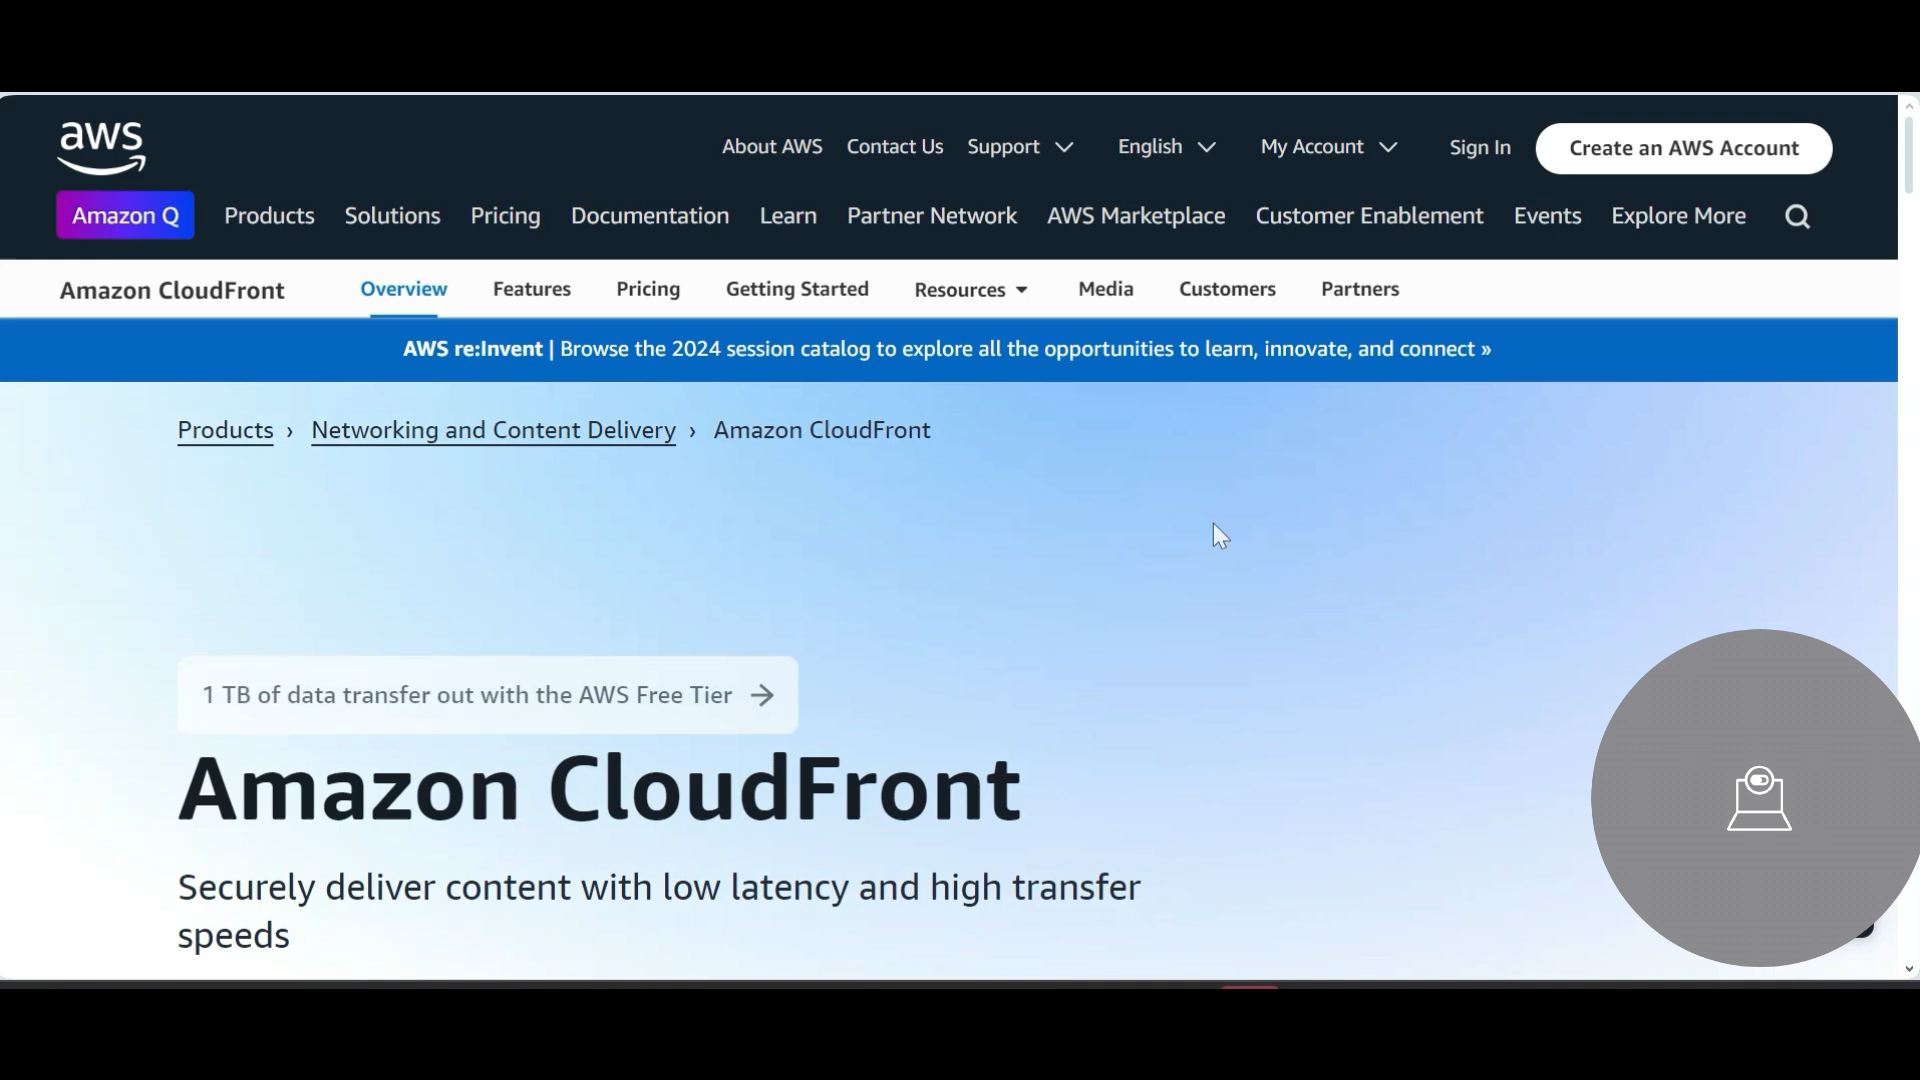 aws
About AWS Contact Us Support English My Account Sign In Create an AWS Account
Amazon Q Products Solutions Pricing Documentation Learn Partner Network AWS Marketplace Customer Enablement Events Explore More
Amazon CloudFront Overview Features Pricing Getting Started Resources Media Customers Partners
AWS re:Invent | Browse the 2024 session catalog to explore all the opportunities to learn, innovate, and connect »
Products › Networking and Content Delivery › Amazon CloudFront
1 TB of data transfer out with the AWS Free Tier →
Amazon CloudFront
Securely deliver content with low latency and high transfer
speeds